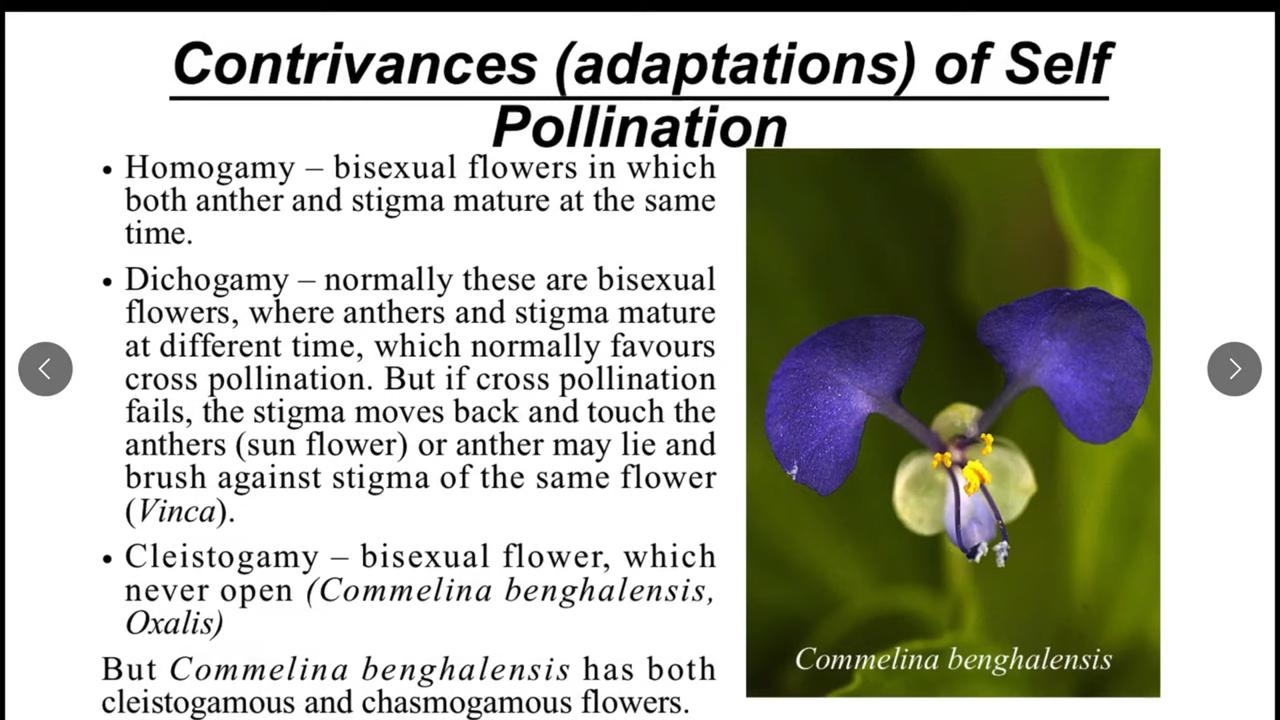 Contrivances (adaptations) of Self
Pollination
• Homogamy – bisexual flowers in which
both anther and stigma mature at the same
time.
• Dichogamy – normally these are bisexual
flowers, where anthers and stigma mature
at different time, which normally favours
cross pollination. But if cross pollination
fails, the stigma moves back and touch the
anthers (sun flower) or anther may lie and
brush against stigma of the same flower
(Vinca).
• Cleistogamy – bisexual flower, which
never open (Commelina benghalensis,
Oxalis)
But Commelina benghalensis has both
cleistogamous and chasmogamous flowers.
Commelina benghalensis